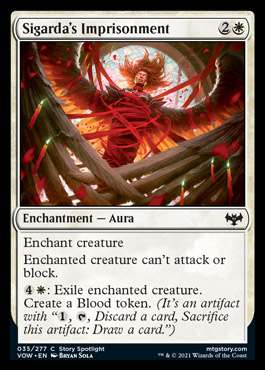 Sigarda's Imprisonment 2
Enchantment — Aura
Enchant creature
Enchanted creature can't attack or
block.
4: Exile enchanted creature.
Create a Blood token. (It's an artifact
with "1, Discard a card, Sacrifice
this artifact: Draw a card.")
035/277 C Story Spotlight
VOW • EN Bryan Sola
mtgstory.com
™ & © 2021 Wizards of the Coast